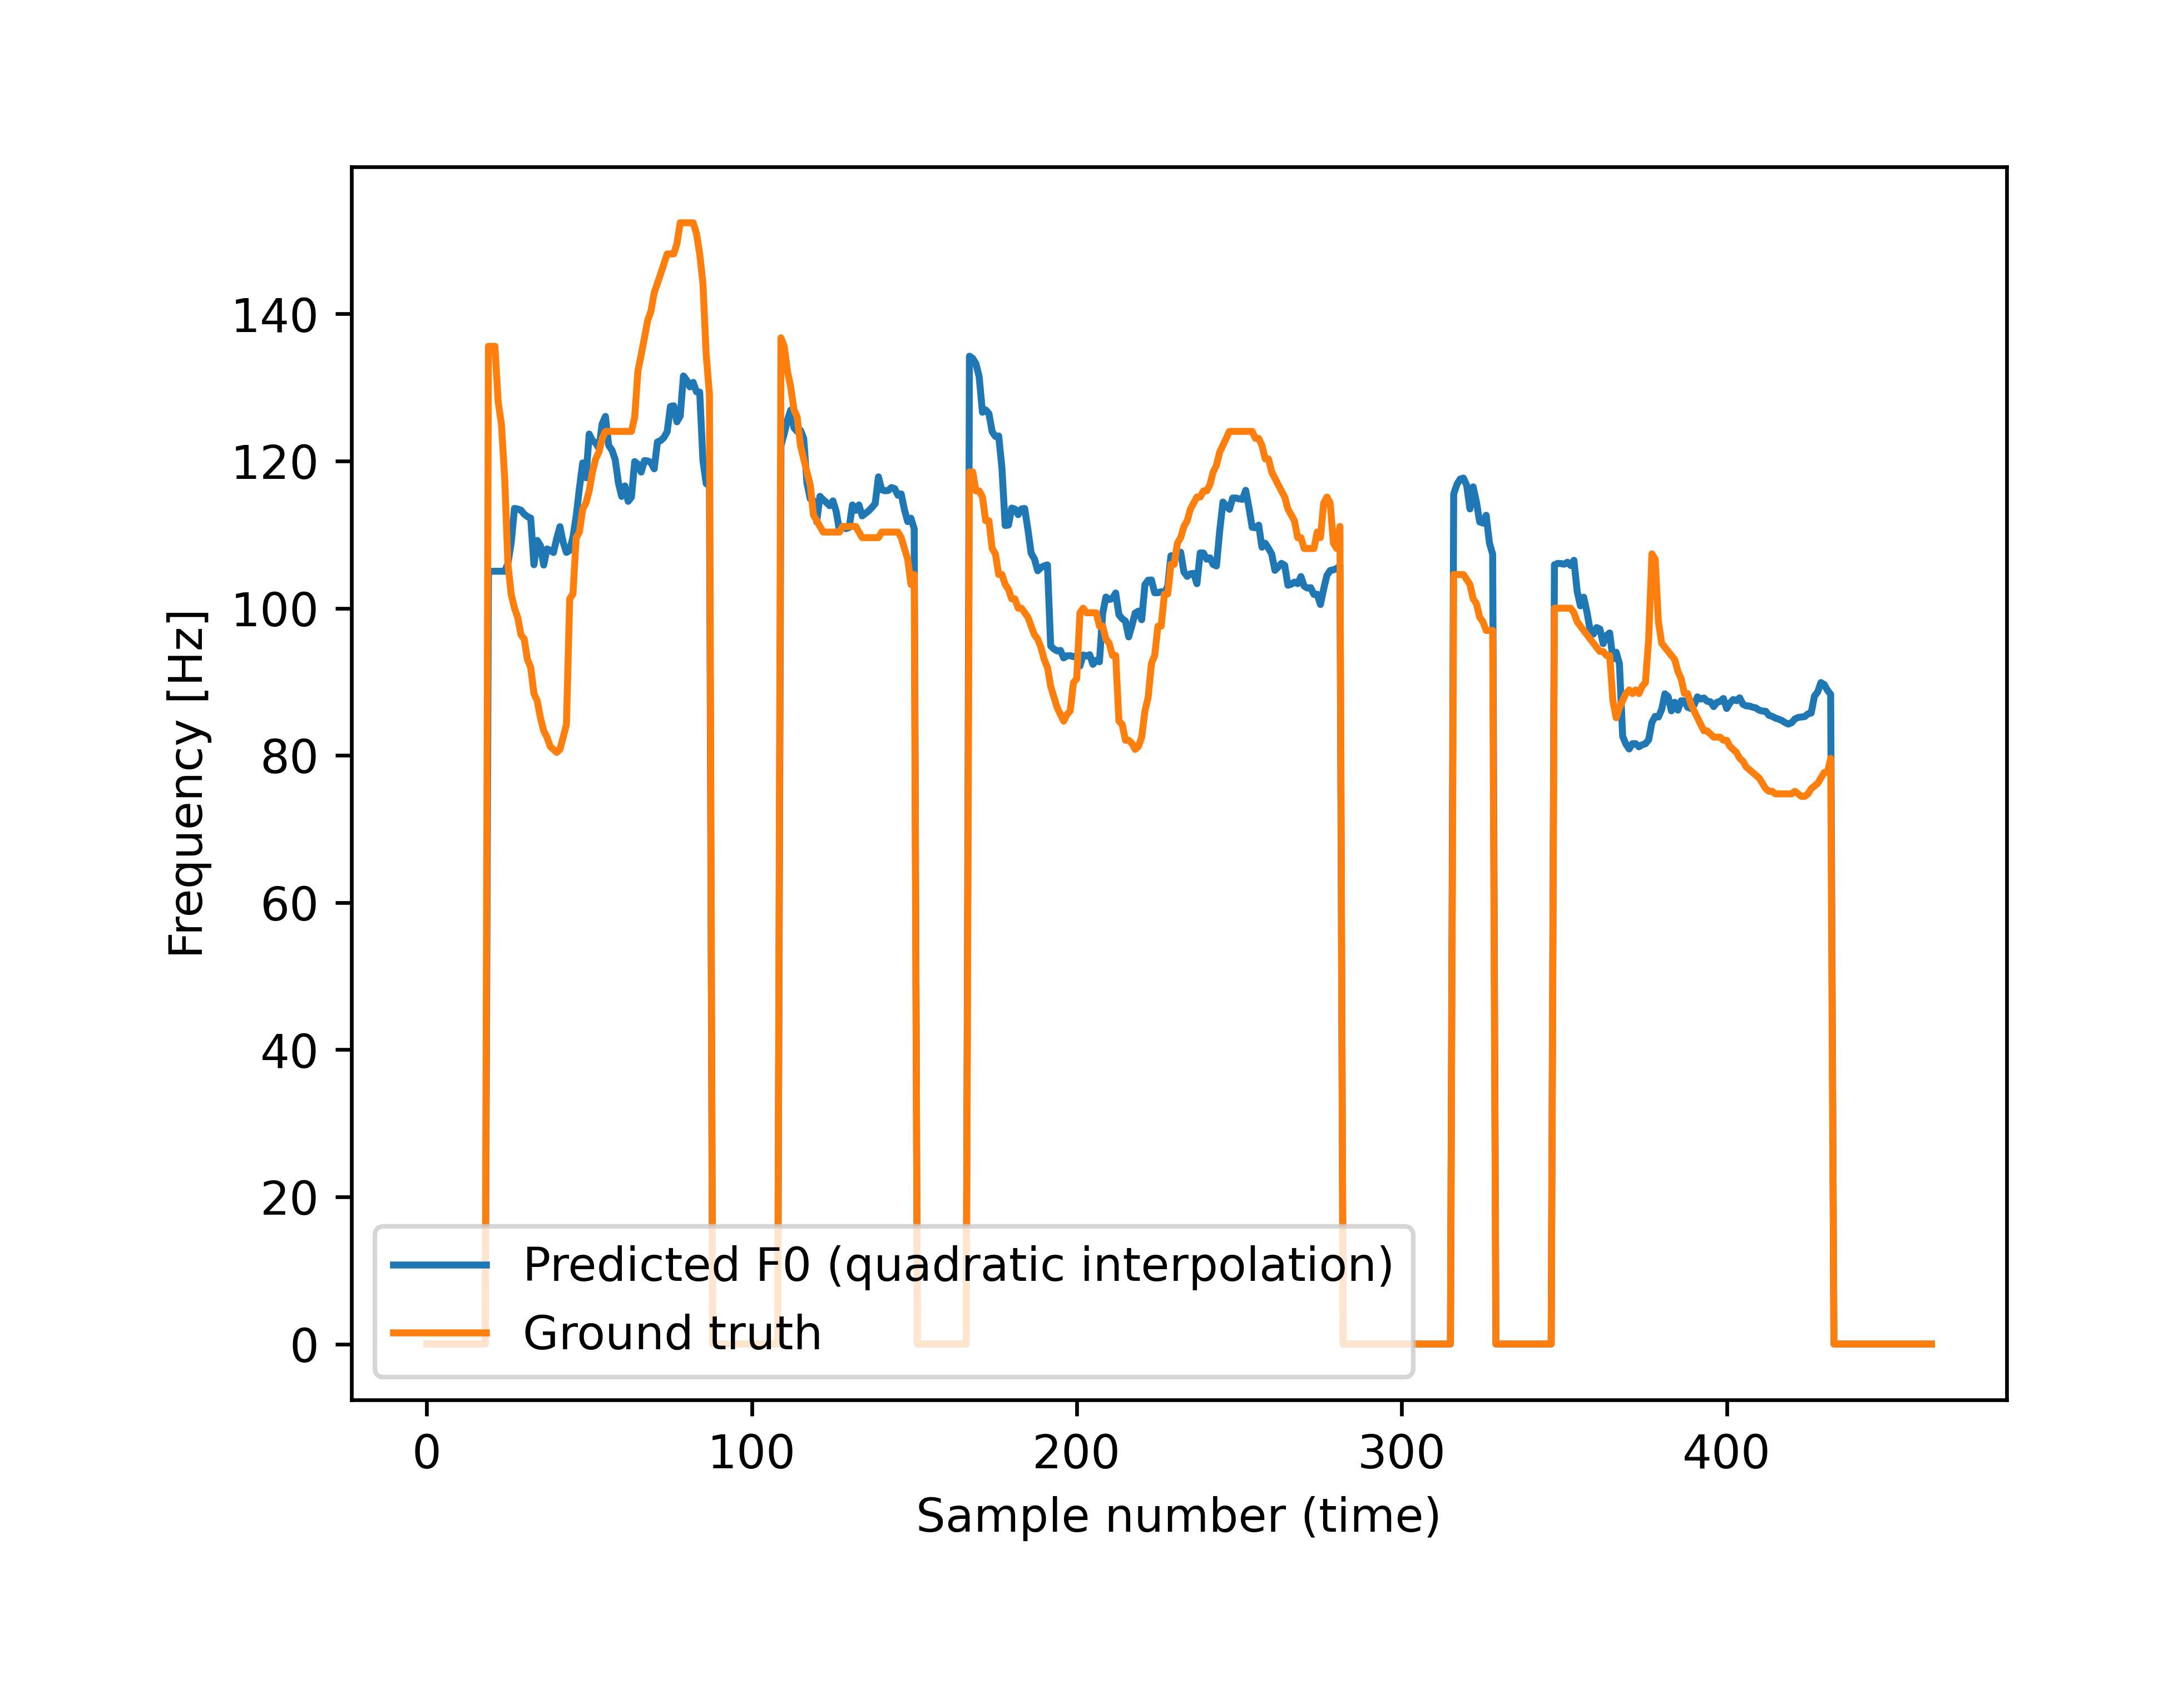 140
120
100
80
60
40
20
0
Frequency [Hz]
Predicted F0 (quadratic interpolation)
Ground truth
0 100 200 300 400
Sample number (time)